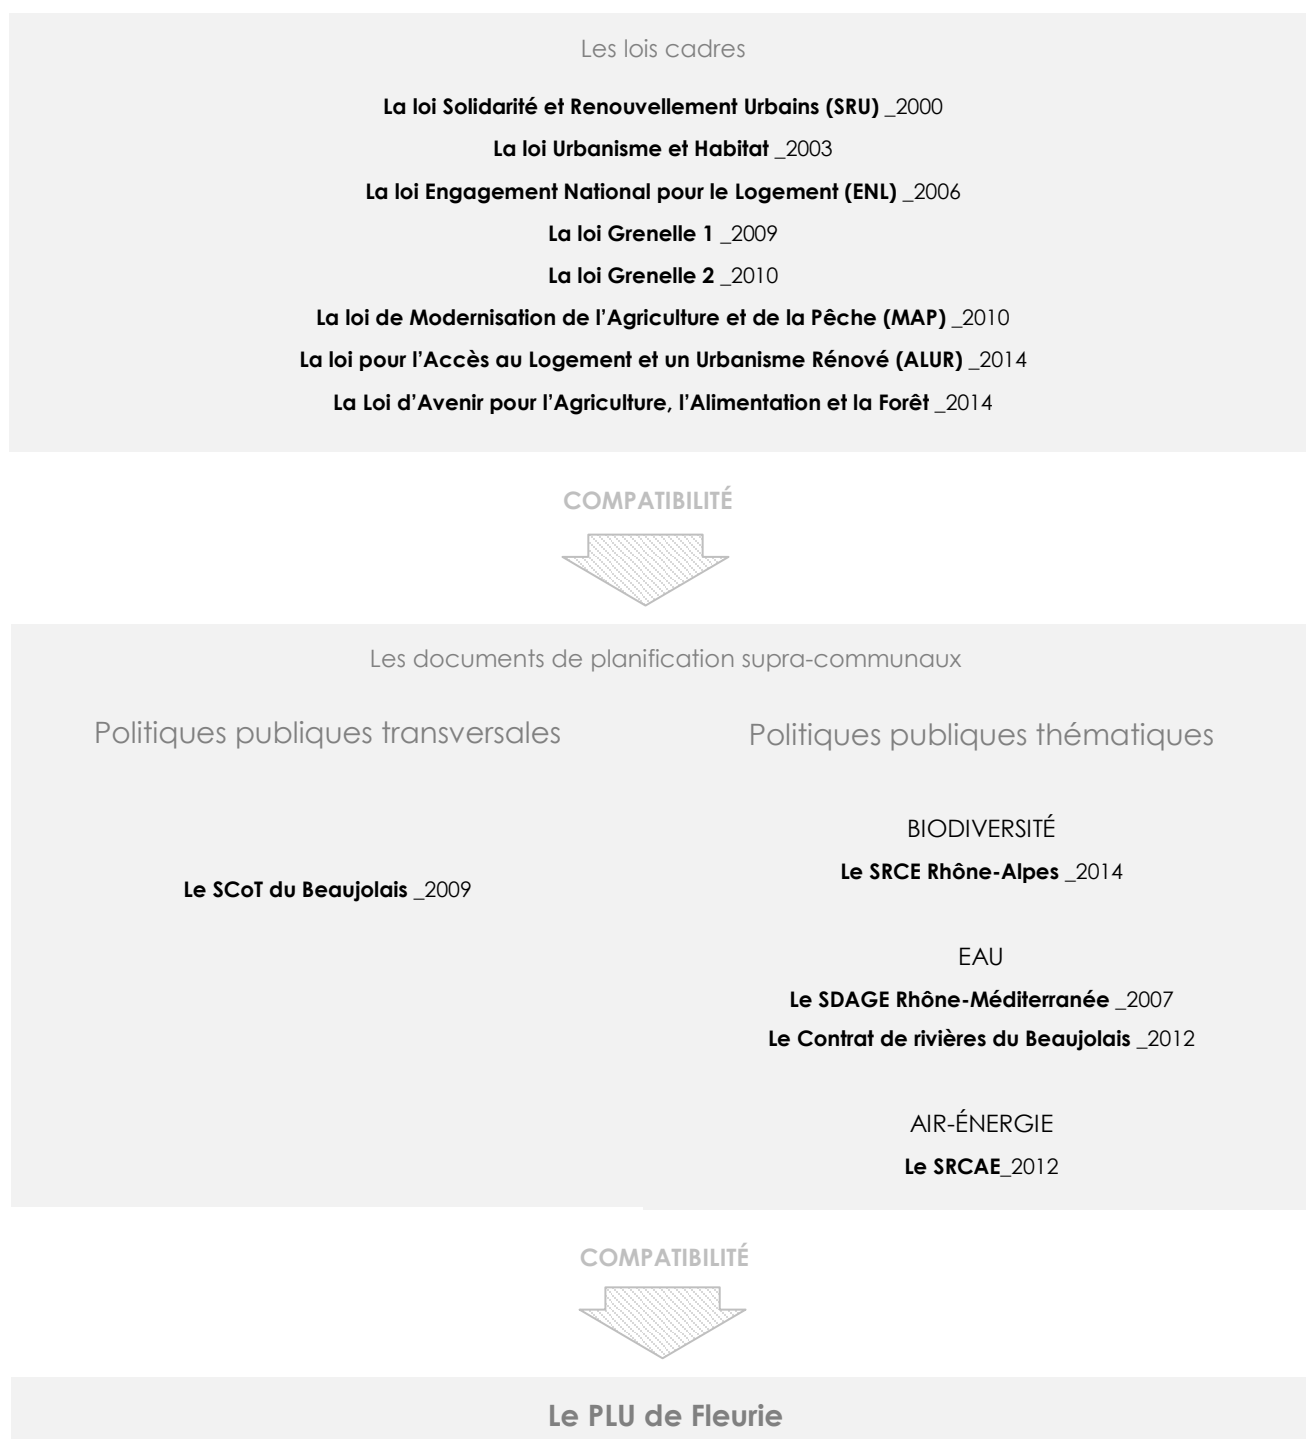 Les lois cadres
La loi Solidarité et Renouvellement Urbains (SRU) _2000
La loi Urbanisme et Habitat _2003
La loi Engagement National pour le Logement (ENL) _2006
La loi Grenelle 1 _2009
La loi Grenelle 2 _2010
La loi de Modernisation de l'Agriculture et de la Pêche (MAP) _2010
La loi pour l'Accès au Logement et un Urbanisme Rénové (ALUR) _2014
La Loi d'Avenir pour l'Agriculture, l'Alimentation et la Forêt _2014
COMPATIBILITÉ
Les documents de planification supra-communaux
Politiques publiques transversales
Le SCoT du Beaujolais _2009
Politiques publiques thématiques
BIODIVERSITÉ
Le SRCE Rhône-Alpes _2014
EAU
Le SDAGE Rhône-Méditerranée _2007
Le Contrat de rivières du Beaujolais _2012
AIR-ÉNERGIE
Le SRCAE_2012
COMPATIBILITÉ
Le PLU de Fleurie